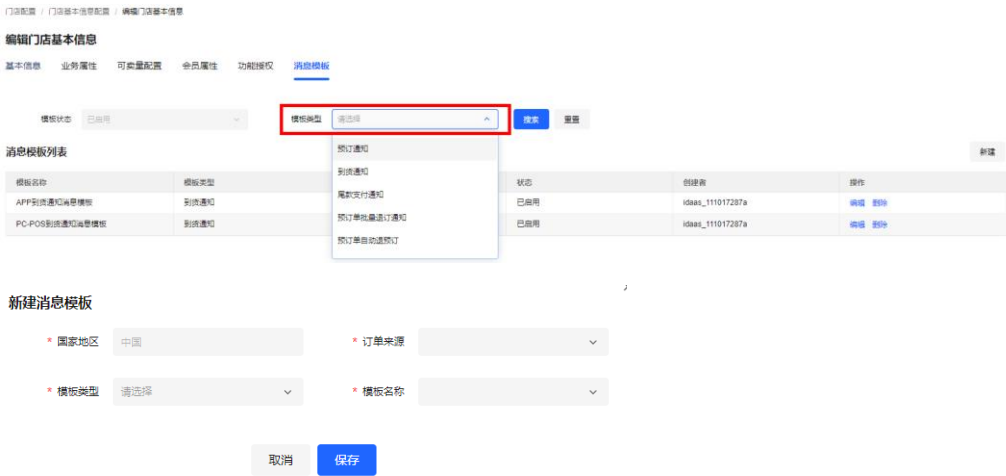 门店配置 / 门店基本信息配置 / 编辑门店基本信息
编辑门店基本信息
基本信息 业务属性 可卖量配置 会员属性 功能授权 消息模板
模板状态 已启用 模板类型 请选择 搜索 重置
预订通知
消息模板列表 新建
到货通知
模板名称 模板类型 状态 创建者 操作
尾款支付通知
APP到货通知消息模板 到货通知 已启用 idaas_111017287a 编辑 删除
预订单批量退订通知
PC-POS到货通知消息模板 到货通知 已启用 idaas_111017287a 编辑 删除
预订单自动退预订
新建消息模板
* 国家地区 中国 * 订单来源
* 模板类型 请选择 * 模板名称
取消 保存